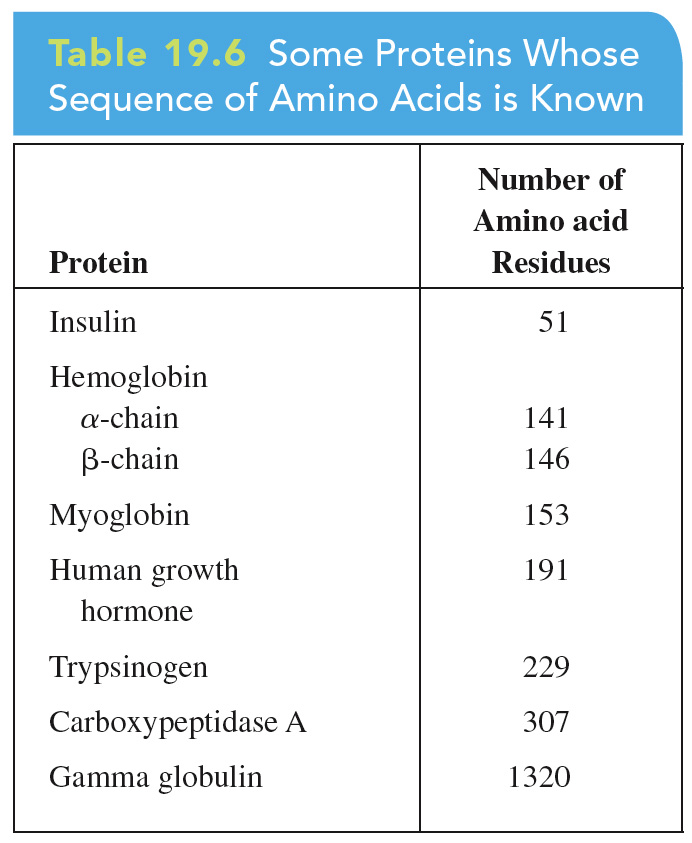 Table 19.6 Some Proteins Whose
Sequence of Amino Acids is Known
Number of
Amino acid
Protein Residues
Insulin 51
Hemoglobin
α-chain 141
β-chain 146
Myoglobin 153
Human growth 191
hormone
Trypsinogen 229
Carboxypeptidase A 307
Gamma globulin 1320